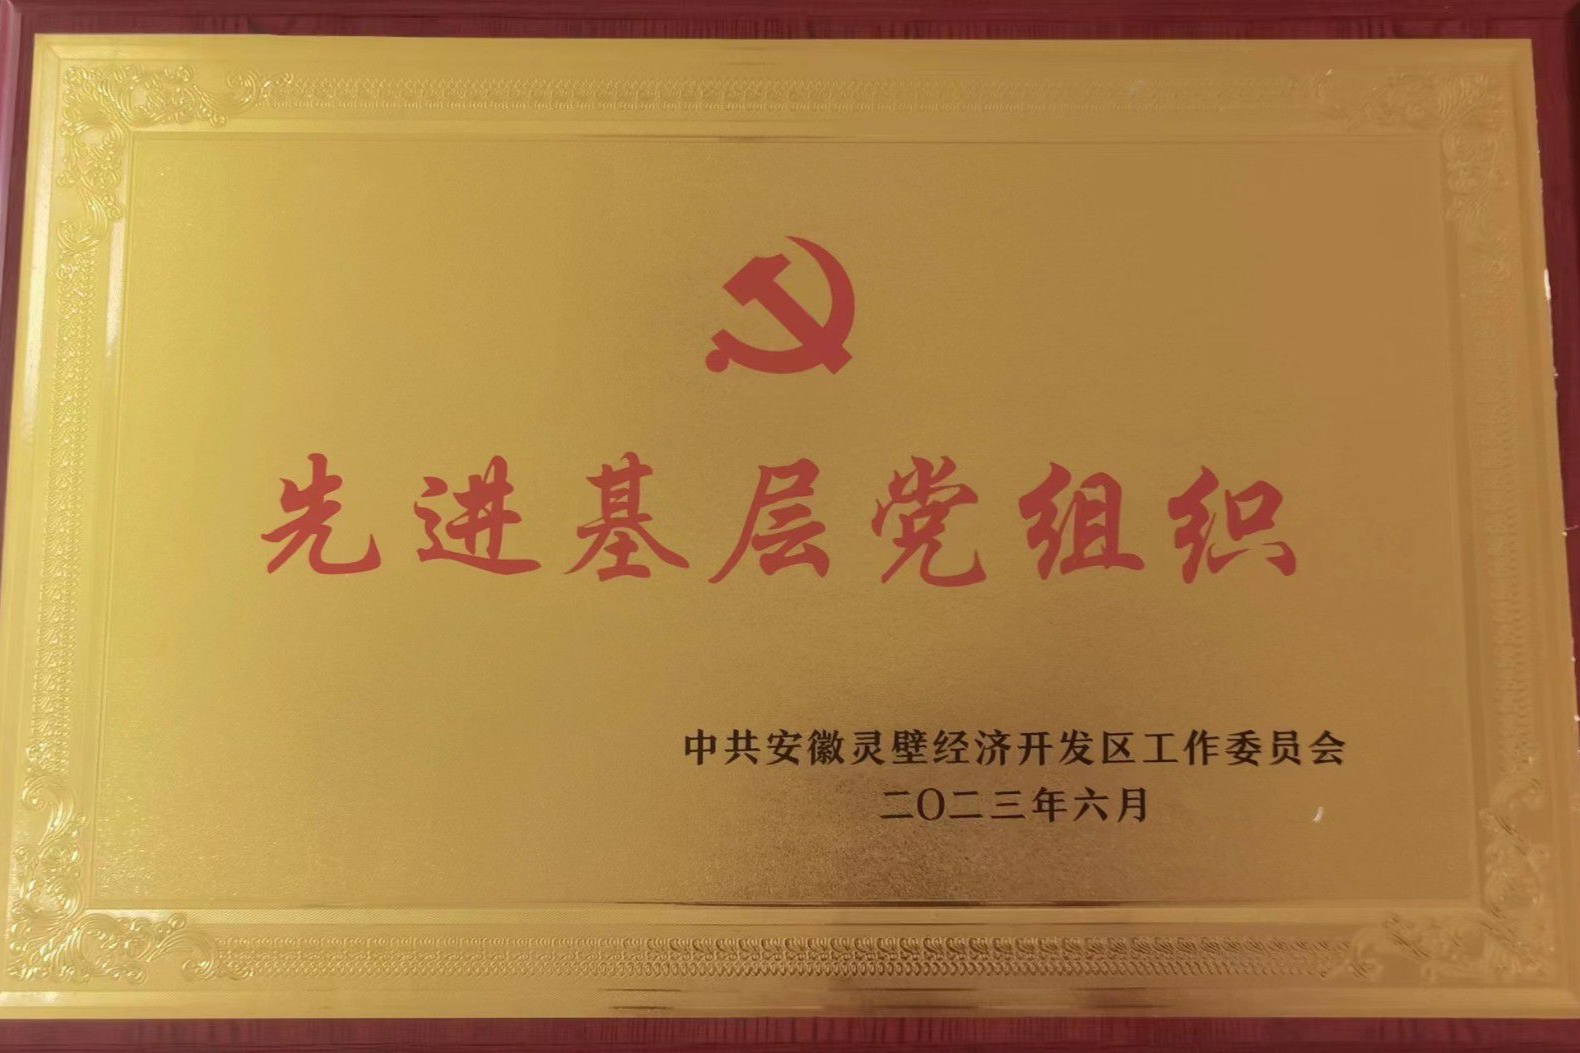 先进基层党组织
中共安徽灵璧经济开发区工作委员会
二〇二三年六月